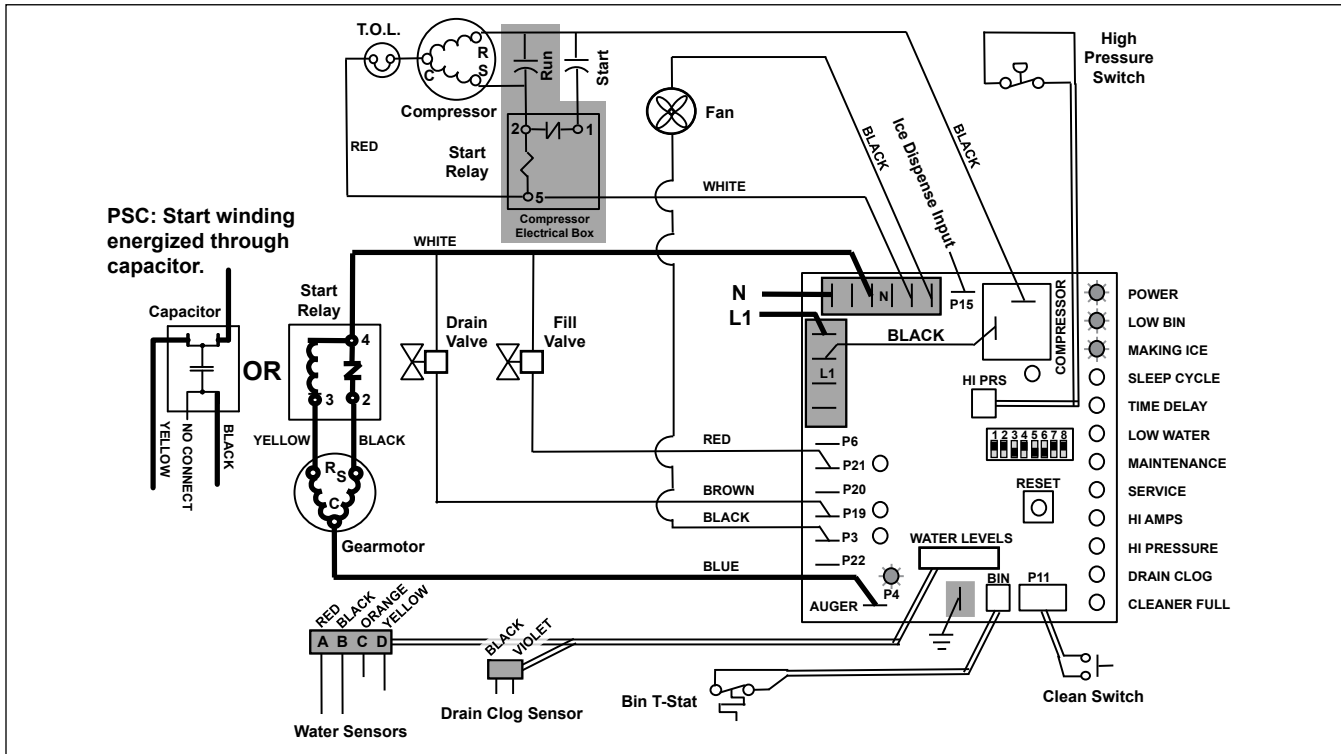 T.O.L.
R
S
C
Compressor
Run
Start
2
1
5
Start
Relay
Compressor
Electrical Box
RED
WHITE
Fan
BLACK
Ice Dispense Input
BLACK
High
Pressure
Switch
PSC: Start winding
energized through
capacitor.
WHITE
Capacitor
YELLOW
NO CONNECT
BLACK
OR
Start
Relay
4
3
2
YELLOW
BLACK
R
S
C
Gearmotor
Drain
Valve
Fill
Valve
RED
BROWN
BLACK
BLUE
N
L1
N
L1
P15
BLACK
COMPRESSOR
HI PRS
1 2 3 4 5 6 7 8
RESET
P6
P21
P20
P19
P3
P22
P4
AUGER
WATER LEVELS
BIN
P11
POWER
LOW BIN
MAKING ICE
SLEEP CYCLE
TIME DELAY
LOW WATER
MAINTENANCE
SERVICE
HI AMPS
HI PRESSURE
DRAIN CLOG
CLEANER FULL
RED
BLACK
ORANGE
YELLOW
A B C D
Water Sensors
BLACK
VIOLET
Drain Clog Sensor
Bin T-Stat
Clean Switch